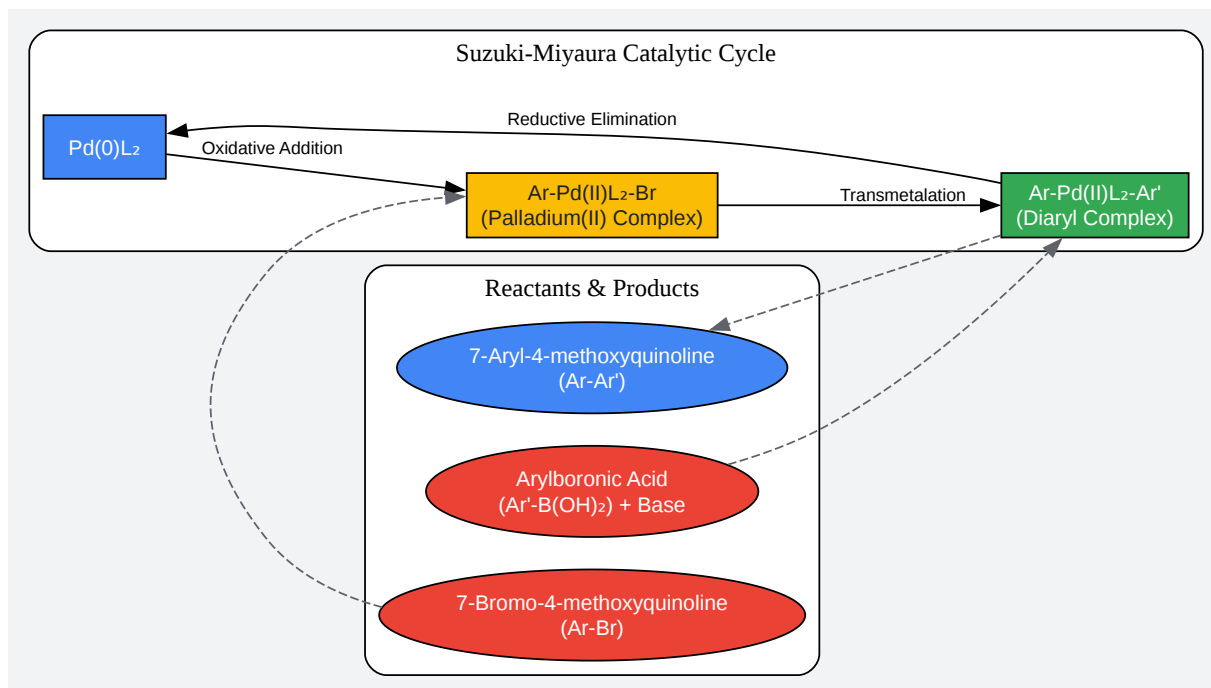 Suzuki-Miyaura Catalytic Cycle
Reductive Elimination
Pd(0)L₂
Oxidative Addition
Ar-Pd(II)L₂-Br
(Palladium(II) Complex)
Transmetalation
Ar-Pd(II)L₂-Ar'
(Diaryl Complex)
Reactants & Products
7-Aryl-4-methoxyquinoline
(Ar-Ar')
Arylboronic Acid
(Ar'-B(OH)₂) + Base
7-Bromo-4-methoxyquinoline
(Ar-Br)